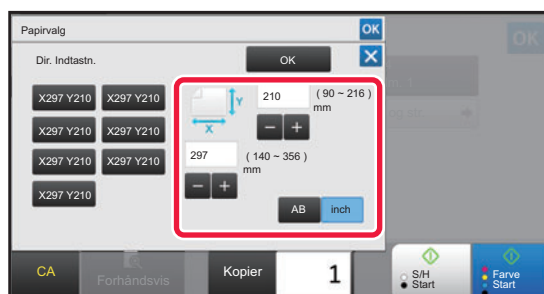 Papirvalg
OK
OK
Dir. Indtastn.
OK
X297 Y210
X297 Y210
X297 Y210
X297 Y210
X297 Y210
X297 Y210
X297 Y210
Y
X
210
( 90 ~ 216 )
mm
297
( 140 ~ 356 )
mm
AB
inch
CA
Forhåndsvis
Kopier
1
S/H
Start
Farve
Start